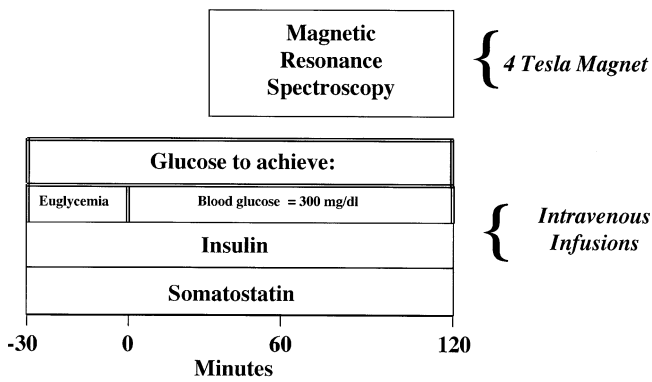 Magnetic
Resonance
Spectroscopy
4 Tesla Magnet
Glucose to achieve:
Euglycemia
Blood glucose = 300 mg/dl
Insulin
Somatostatin
Intravenous
Infusions
-30 0 60 120
Minutes